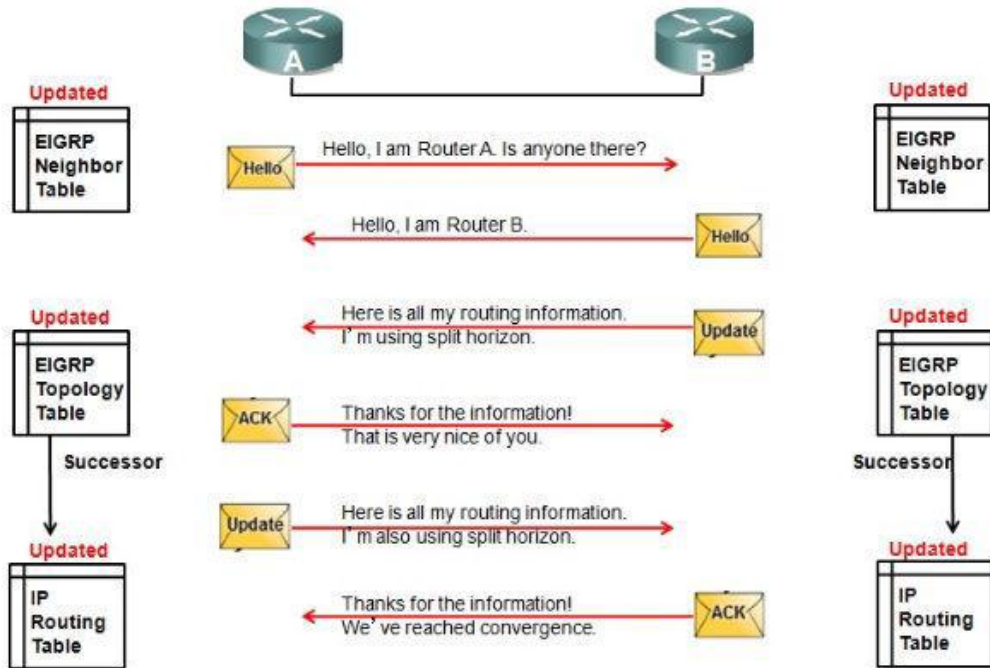 A
B
Updated
EIGRP
Neighbor
Table
Updated
EIGRP
Neighbor
Table
Hello
Hello, I am Router A. Is anyone there?
Hello, I am Router B.
Hello
Updated
EIGRP
Topology
Table
Here is all my routing information.
I'm using split horizon.
Update
Updated
EIGRP
Topology
Table
ACK
Thanks for the information!
That is very nice of you.
Successor
Successor
Update
Here is all my routing information.
I'm also using split horizon.
Updated
IP
Routing
Table
Thanks for the information!
We've reached convergence.
ACK
Updated
IP
Routing
Table